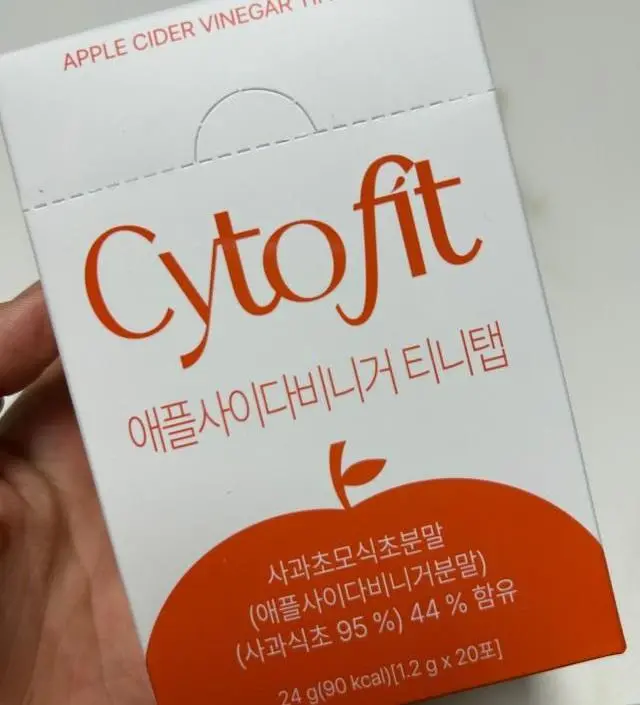 APPLE CIDER VINEGAR
Cytofit
애플사이다비니거 티니탭
사과초모식초분말
(애플사이다비니거분말)
(사과식초 95 %) 44 % 함유
24 g(90 kcal)[1.2 g x 20포]